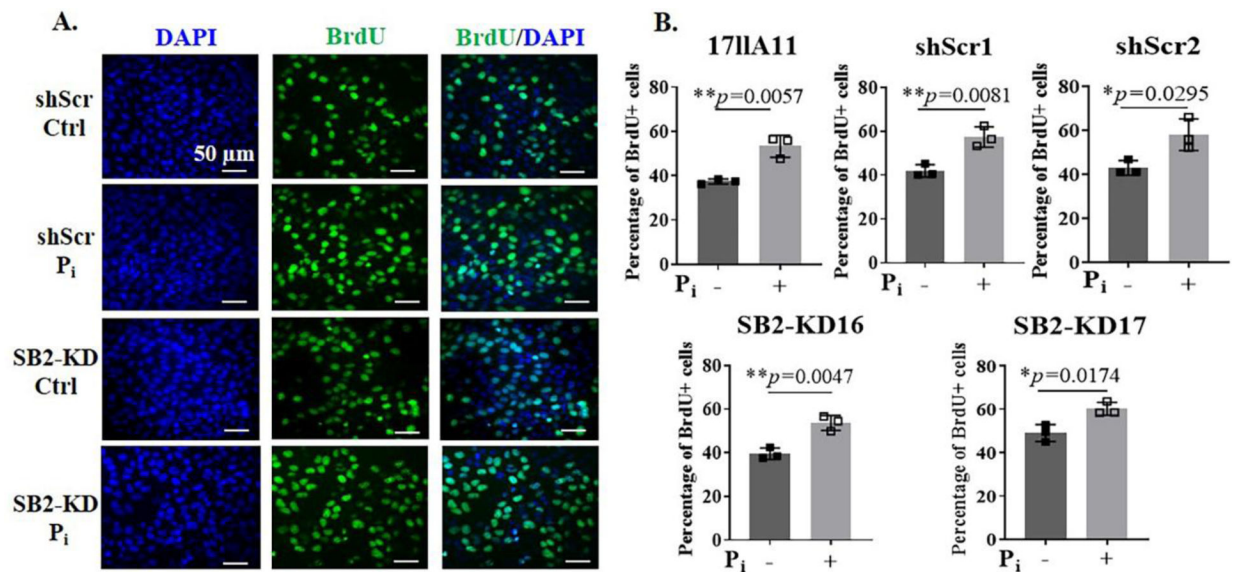 A.
DAPI BrdU BrdU/DAPI
shScr
Ctrl
50 µm
shScr
Pi
SB2-KD
Ctrl
SB2-KD
Pi
B.
17llA11
Percentage of BrdU+ cells
80
60
40
20
0
**p=0.0057
Pi - +
shScr1
Percentage of BrdU+ cells
80
60
40
20
0
**p=0.0081
Pi - +
shScr2
Percentage of BrdU+ cells
80
60
40
20
0
*p=0.0295
Pi - +
SB2-KD16
Percentage of BrdU+ cells
80
60
40
20
0
**p=0.0047
Pi - +
SB2-KD17
Percentage of BrdU+ cells
80
60
40
20
0
*p=0.0174
Pi - +